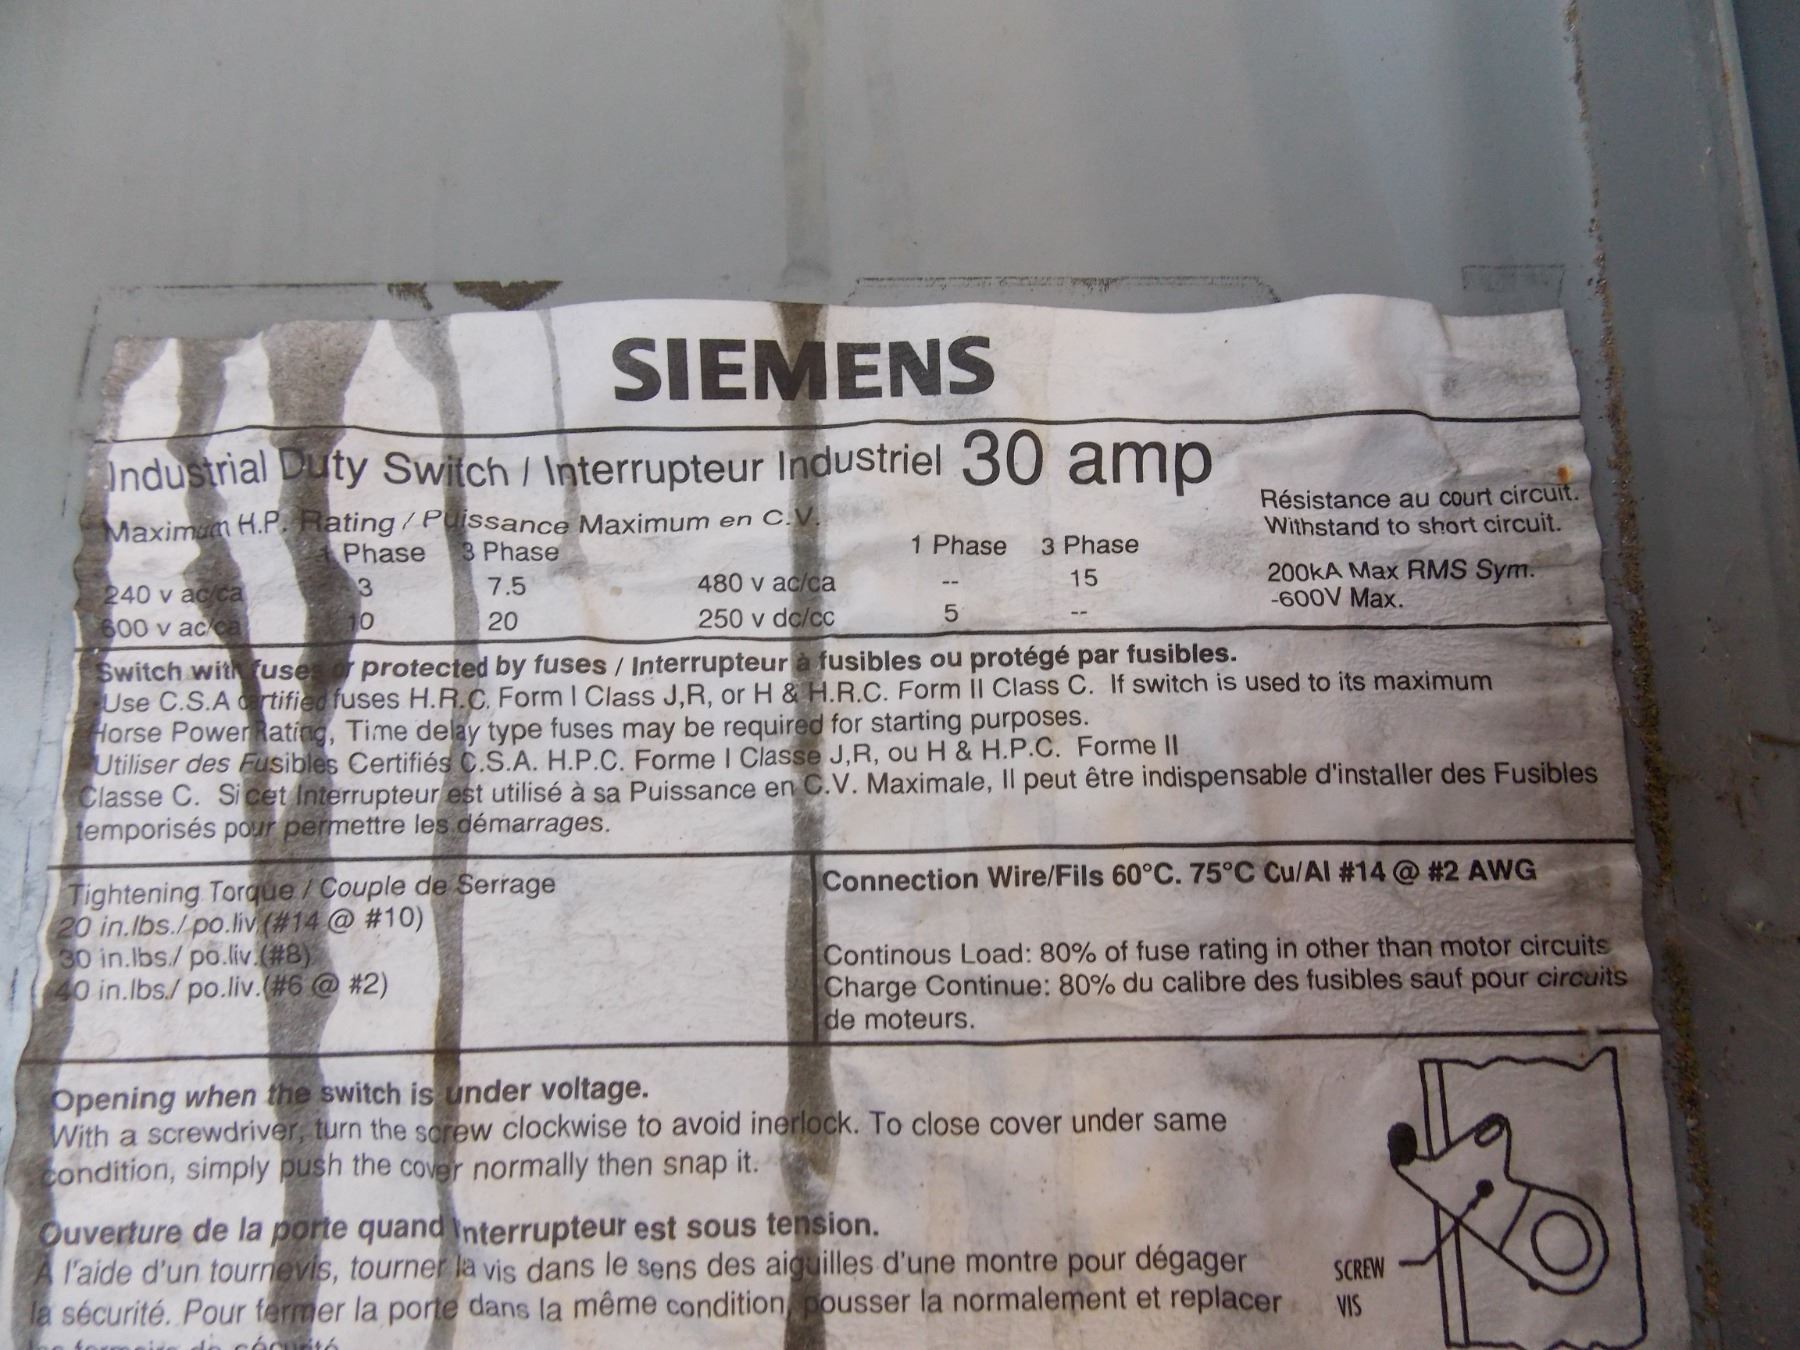 SIEMENS
Industrial Duty Switch / Interrupteur Industriel 30 amp
Maximum H.P. Rating / Puissance Maximum en C.V.
1 Phase 3 Phase 1 Phase 3 Phase
240 v ac/ca 3 7.5 480 v ac/ca -- 15
600 v ac/ca 10 20 250 v dc/cc 5 --
Résistance au court circuit.
Withstand to short circuit.
200kA Max RMS Sym.
-600V Max.
Switch with fuses or protected by fuses / Interrupteur à fusibles ou protégé par fusibles.
Use C.S.A certified fuses H.R.C. Form I Class J,R, or H & H.R.C. Form II Class C. If switch is used to its maximum
Horse Power Rating, Time delay type fuses may be required for starting purposes.
Utiliser des Fusibles Certifiés C.S.A. H.P.C. Forme I Classe J,R, ou H & H.P.C. Forme II
Classe C. Si cet Interrupteur est utilisé à sa Puissance en C.V. Maximale, Il peut être indispensable d'installer des Fusibles
temporisés pour permettre les démarrages.
Tightening Torque / Couple de Serrage
20 in.lbs./ po.liv.(#14 @ #10)
30 in.lbs./ po.liv.(#8)
40 in.lbs./ po.liv.(#6 @ #2)
Connection Wire/Fils 60°C. 75°C Cu/Al #14 @ #2 AWG
Continous Load: 80% of fuse rating in other than motor circuits
Charge Continue: 80% du calibre des fusibles sauf pour circuits
de moteurs.
Opening when the switch is under voltage.
With a screwdriver, turn the screw clockwise to avoid inerlock. To close cover under same
condition, simply push the cover normally then snap it.
Ouverture de la porte quand Interrupteur est sous tension.
A l'aide d'un tournevis, tourner la vis dans le sens des aiguilles d'une montre pour dégager
la sécurité. Pour fermer la porte dans la même condition, pousser la normalement et replacer
SCREW
VIS